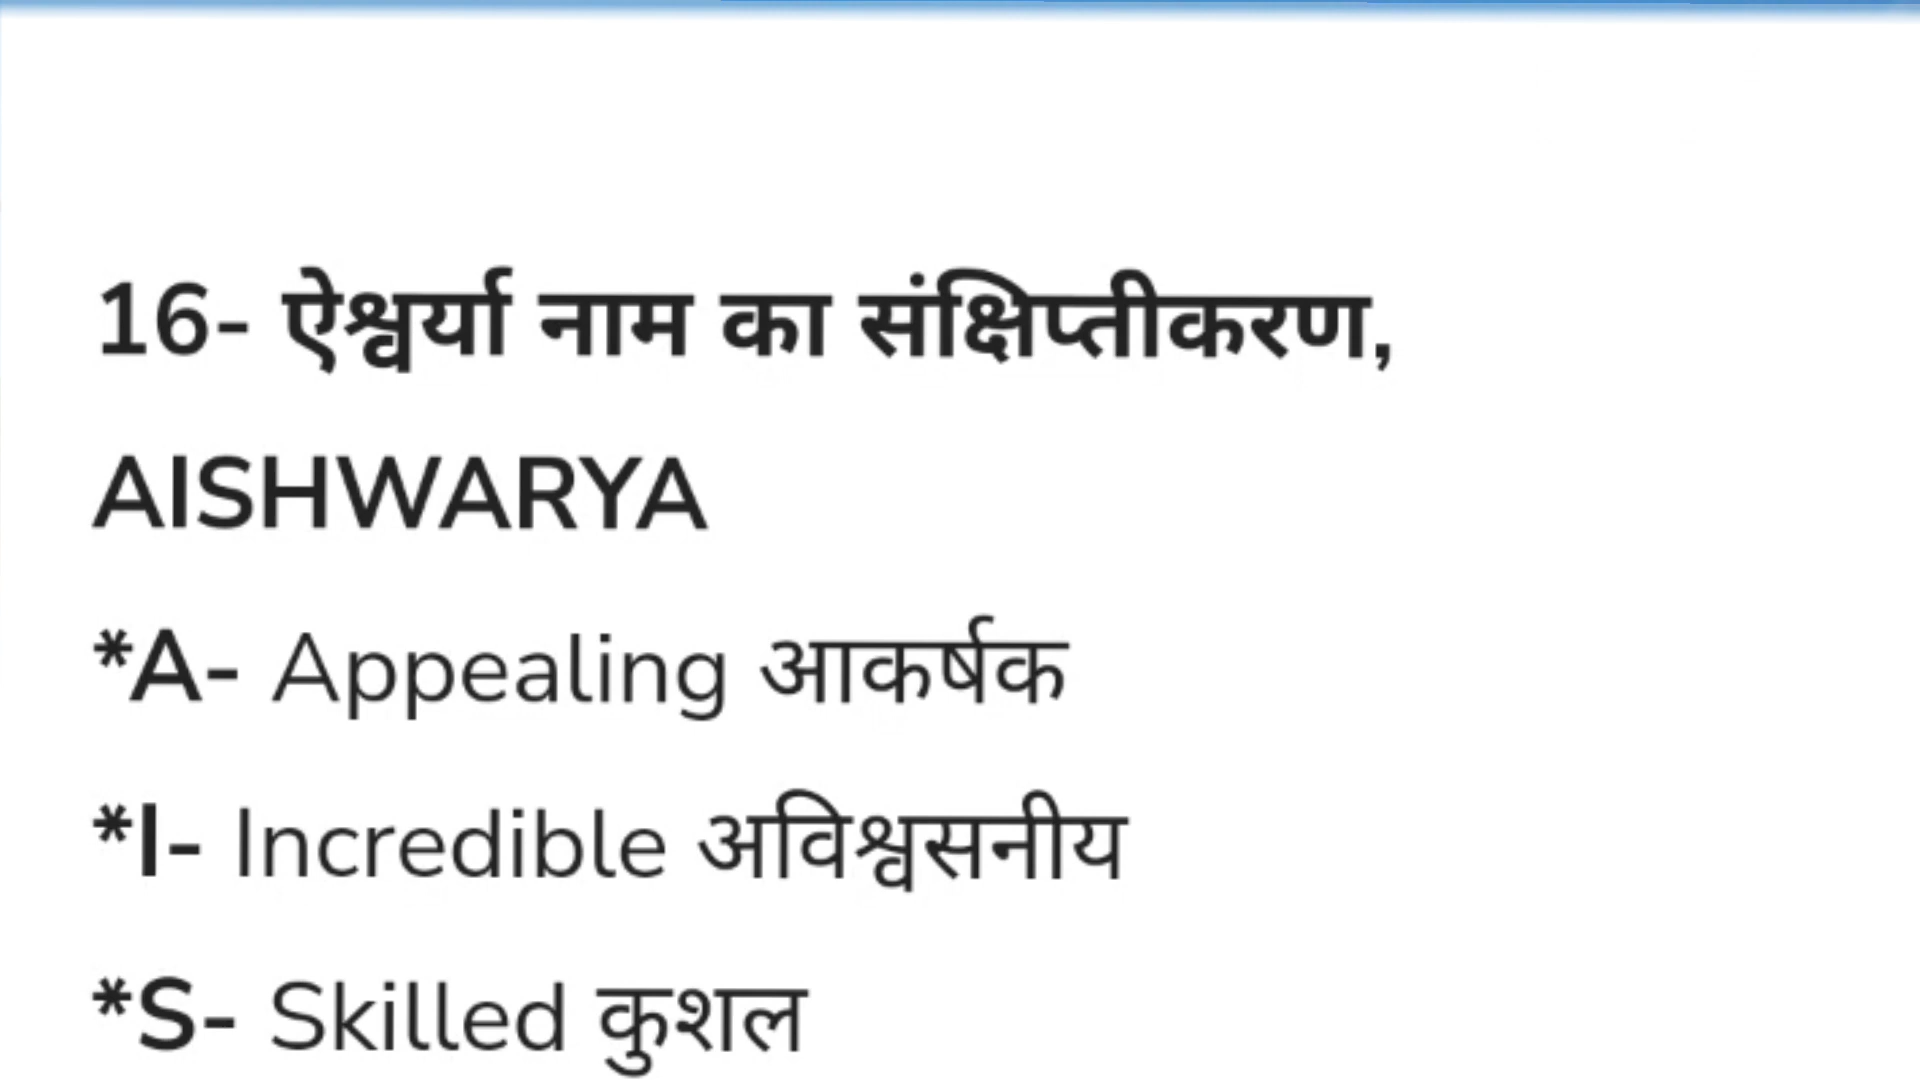 16- ऐश्वर्या नाम का संक्षिप्तीकरण,
AISHWARYA
*A- Appealing आकर्षक
*I- Incredible अविश्वसनीय
*S- Skilled कुशल